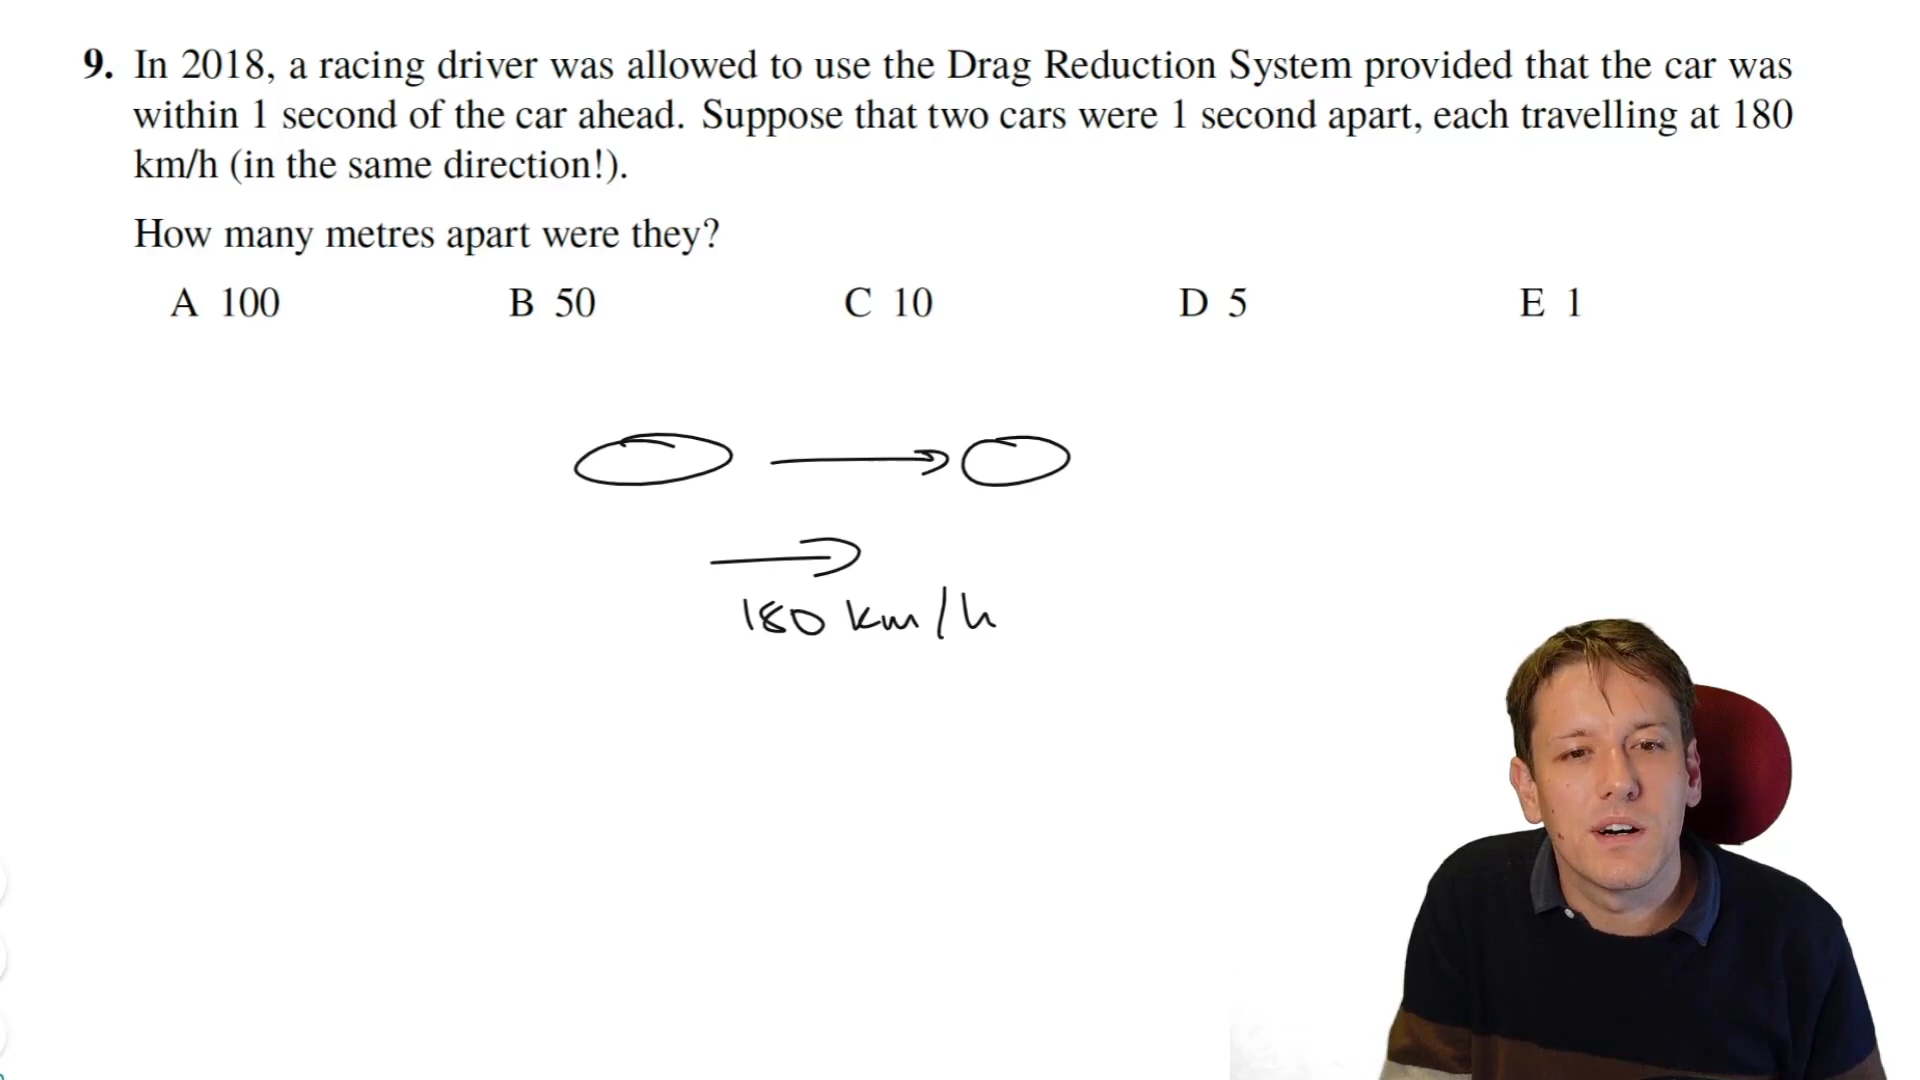 9. In 2018, a racing driver was allowed to use the Drag Reduction System provided that the car was
within 1 second of the car ahead. Suppose that two cars were 1 second apart, each travelling at 180
km/h (in the same direction!).
How many metres apart were they?
A 100 B 50 C 10 D 5 E 1
180 km/h